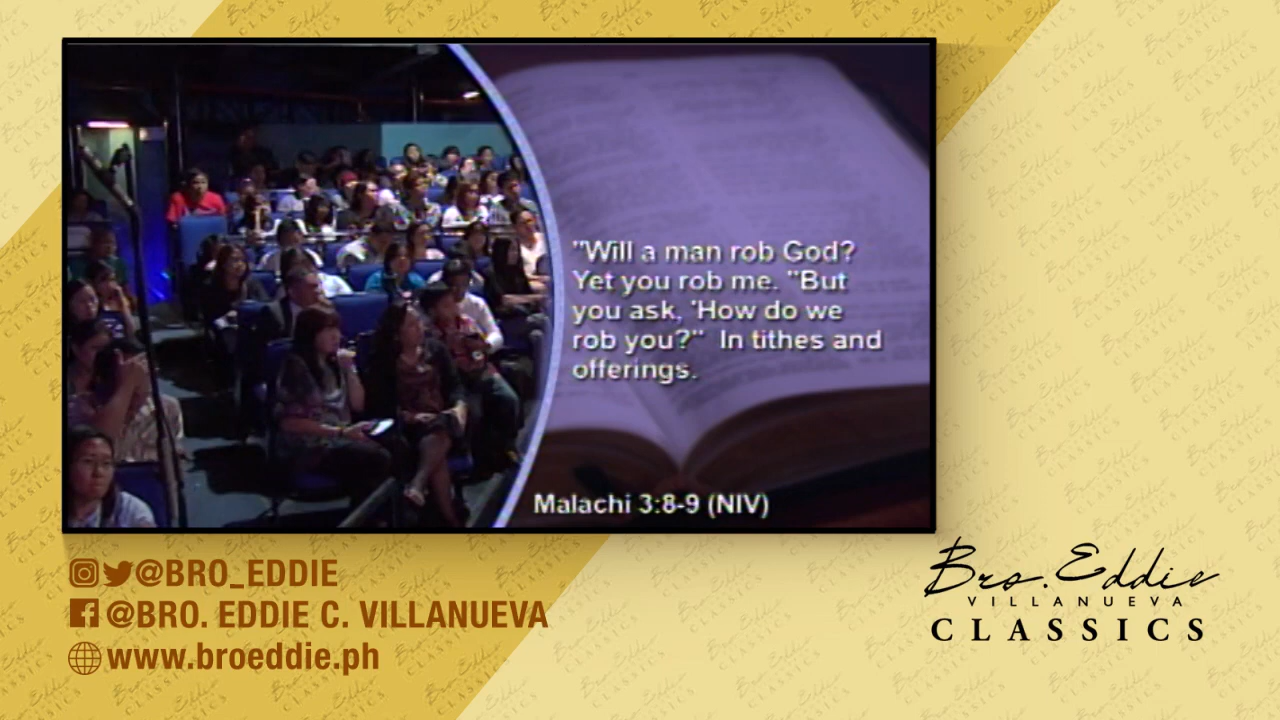 "Will a man rob God?
Yet you rob me. "But
you ask, 'How do we
rob you?" In tithes and
offerings.
Malachi 3:8-9 (NIV)
@BRO_EDDIE
@BRO. EDDIE C. VILLANUEVA
www.broeddie.ph
Bro. Eddie
VILLANUEVA
CLASSICS